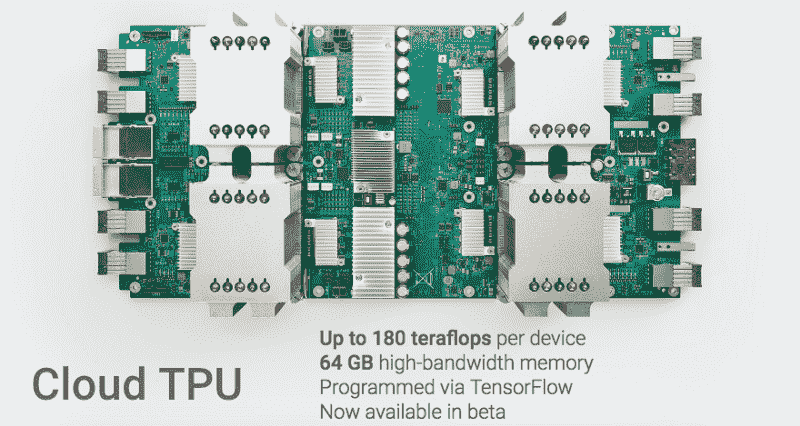 Cloud TPU
Up to 180 teraflops per device
64 GB high-bandwidth memory
Programmed via TensorFlow
Now available in beta